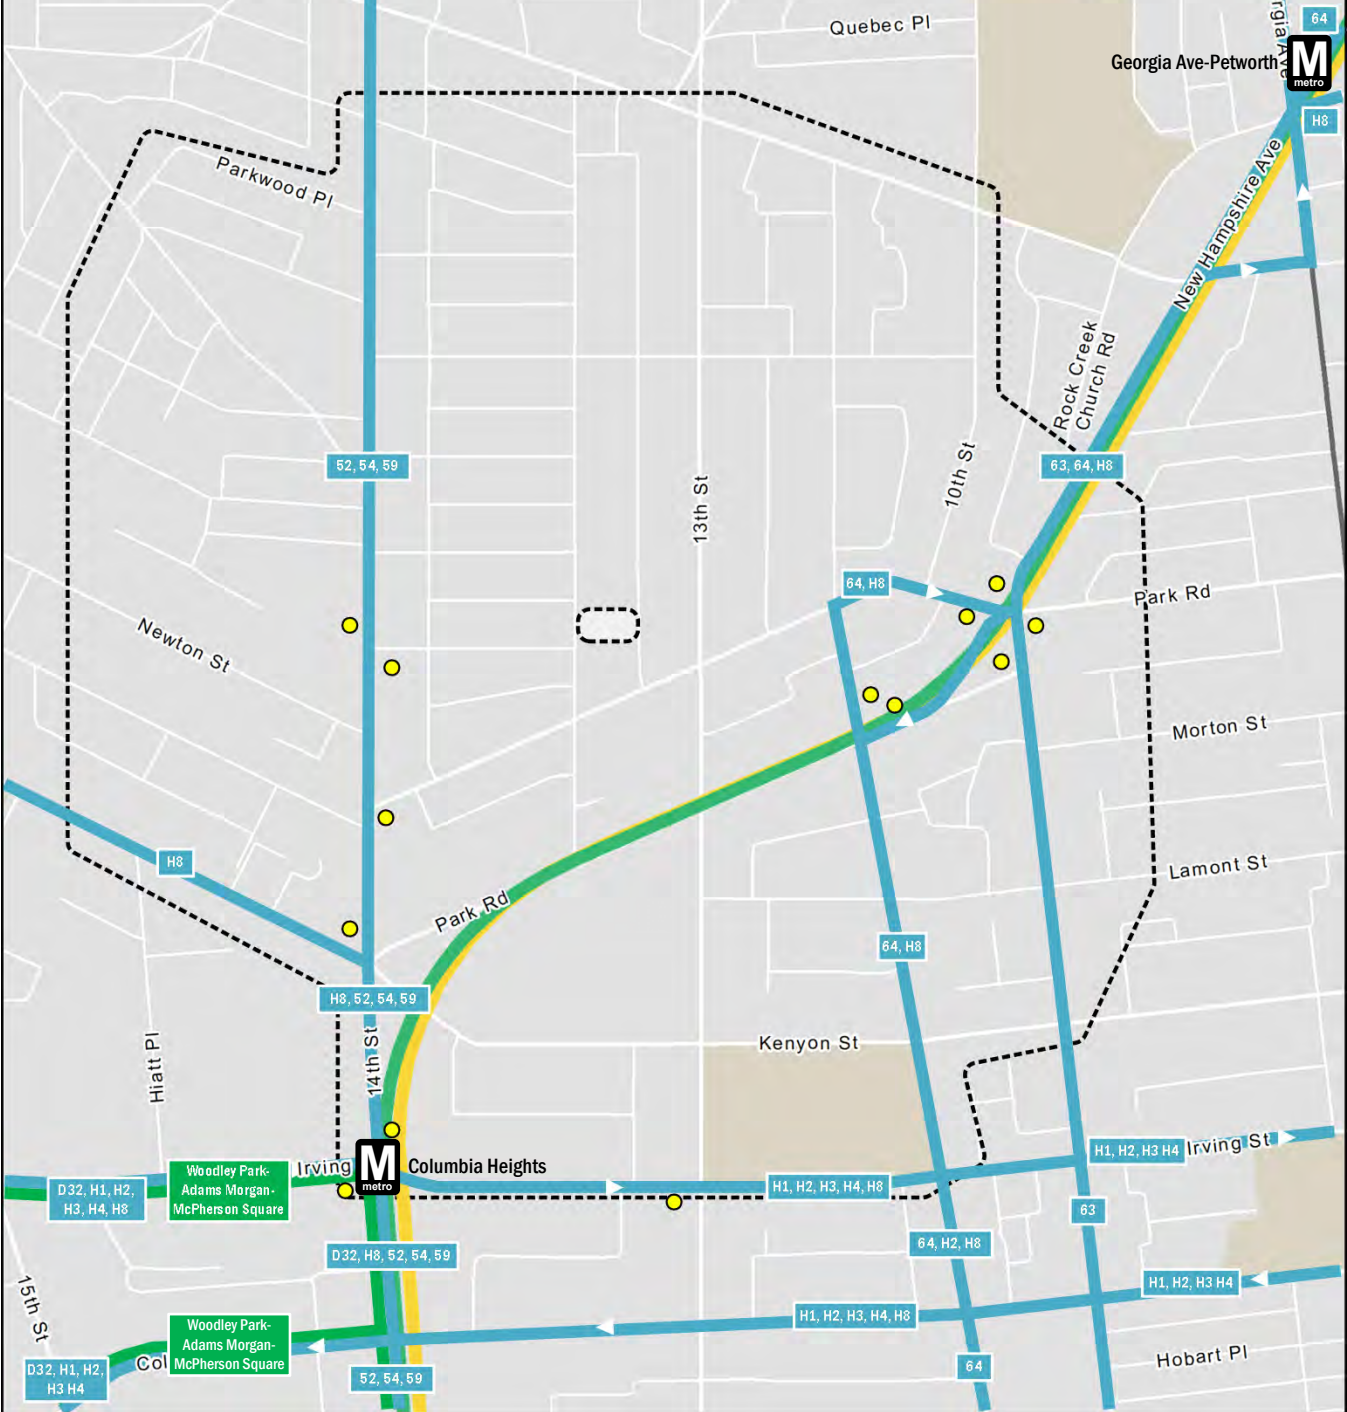 Quebec Pl
64
Georgia Ave-Petworth
M
metro
H8
Parkwood Pl
New Hampshire Ave
Rock Creek
Church Rd
52, 54, 59
63, 64, H8
10th St
13th St
64, H8
Park Rd
Newton St
Morton St
H8
Lamont St
Park Rd
64, H8
H8, 52, 54, 59
14th St
Hiatt Pl
Kenyon St
Irving St
H1, H2, H3 H4
Irving
M
metro
Columbia Heights
Woodley Park-
Adams Morgan-
McPherson Square
D32, H1, H2,
H3, H4, H8
H1, H2, H3, H4, H8
63
64, H2, H8
D32, H8, 52, 54, 59
H1, H2, H3 H4
15th St
H1, H2, H3, H4, H8
Woodley Park-
Adams Morgan-
McPherson Square
Col
Hobart Pl
D32, H1, H2,
H3 H4
52, 54, 59
64